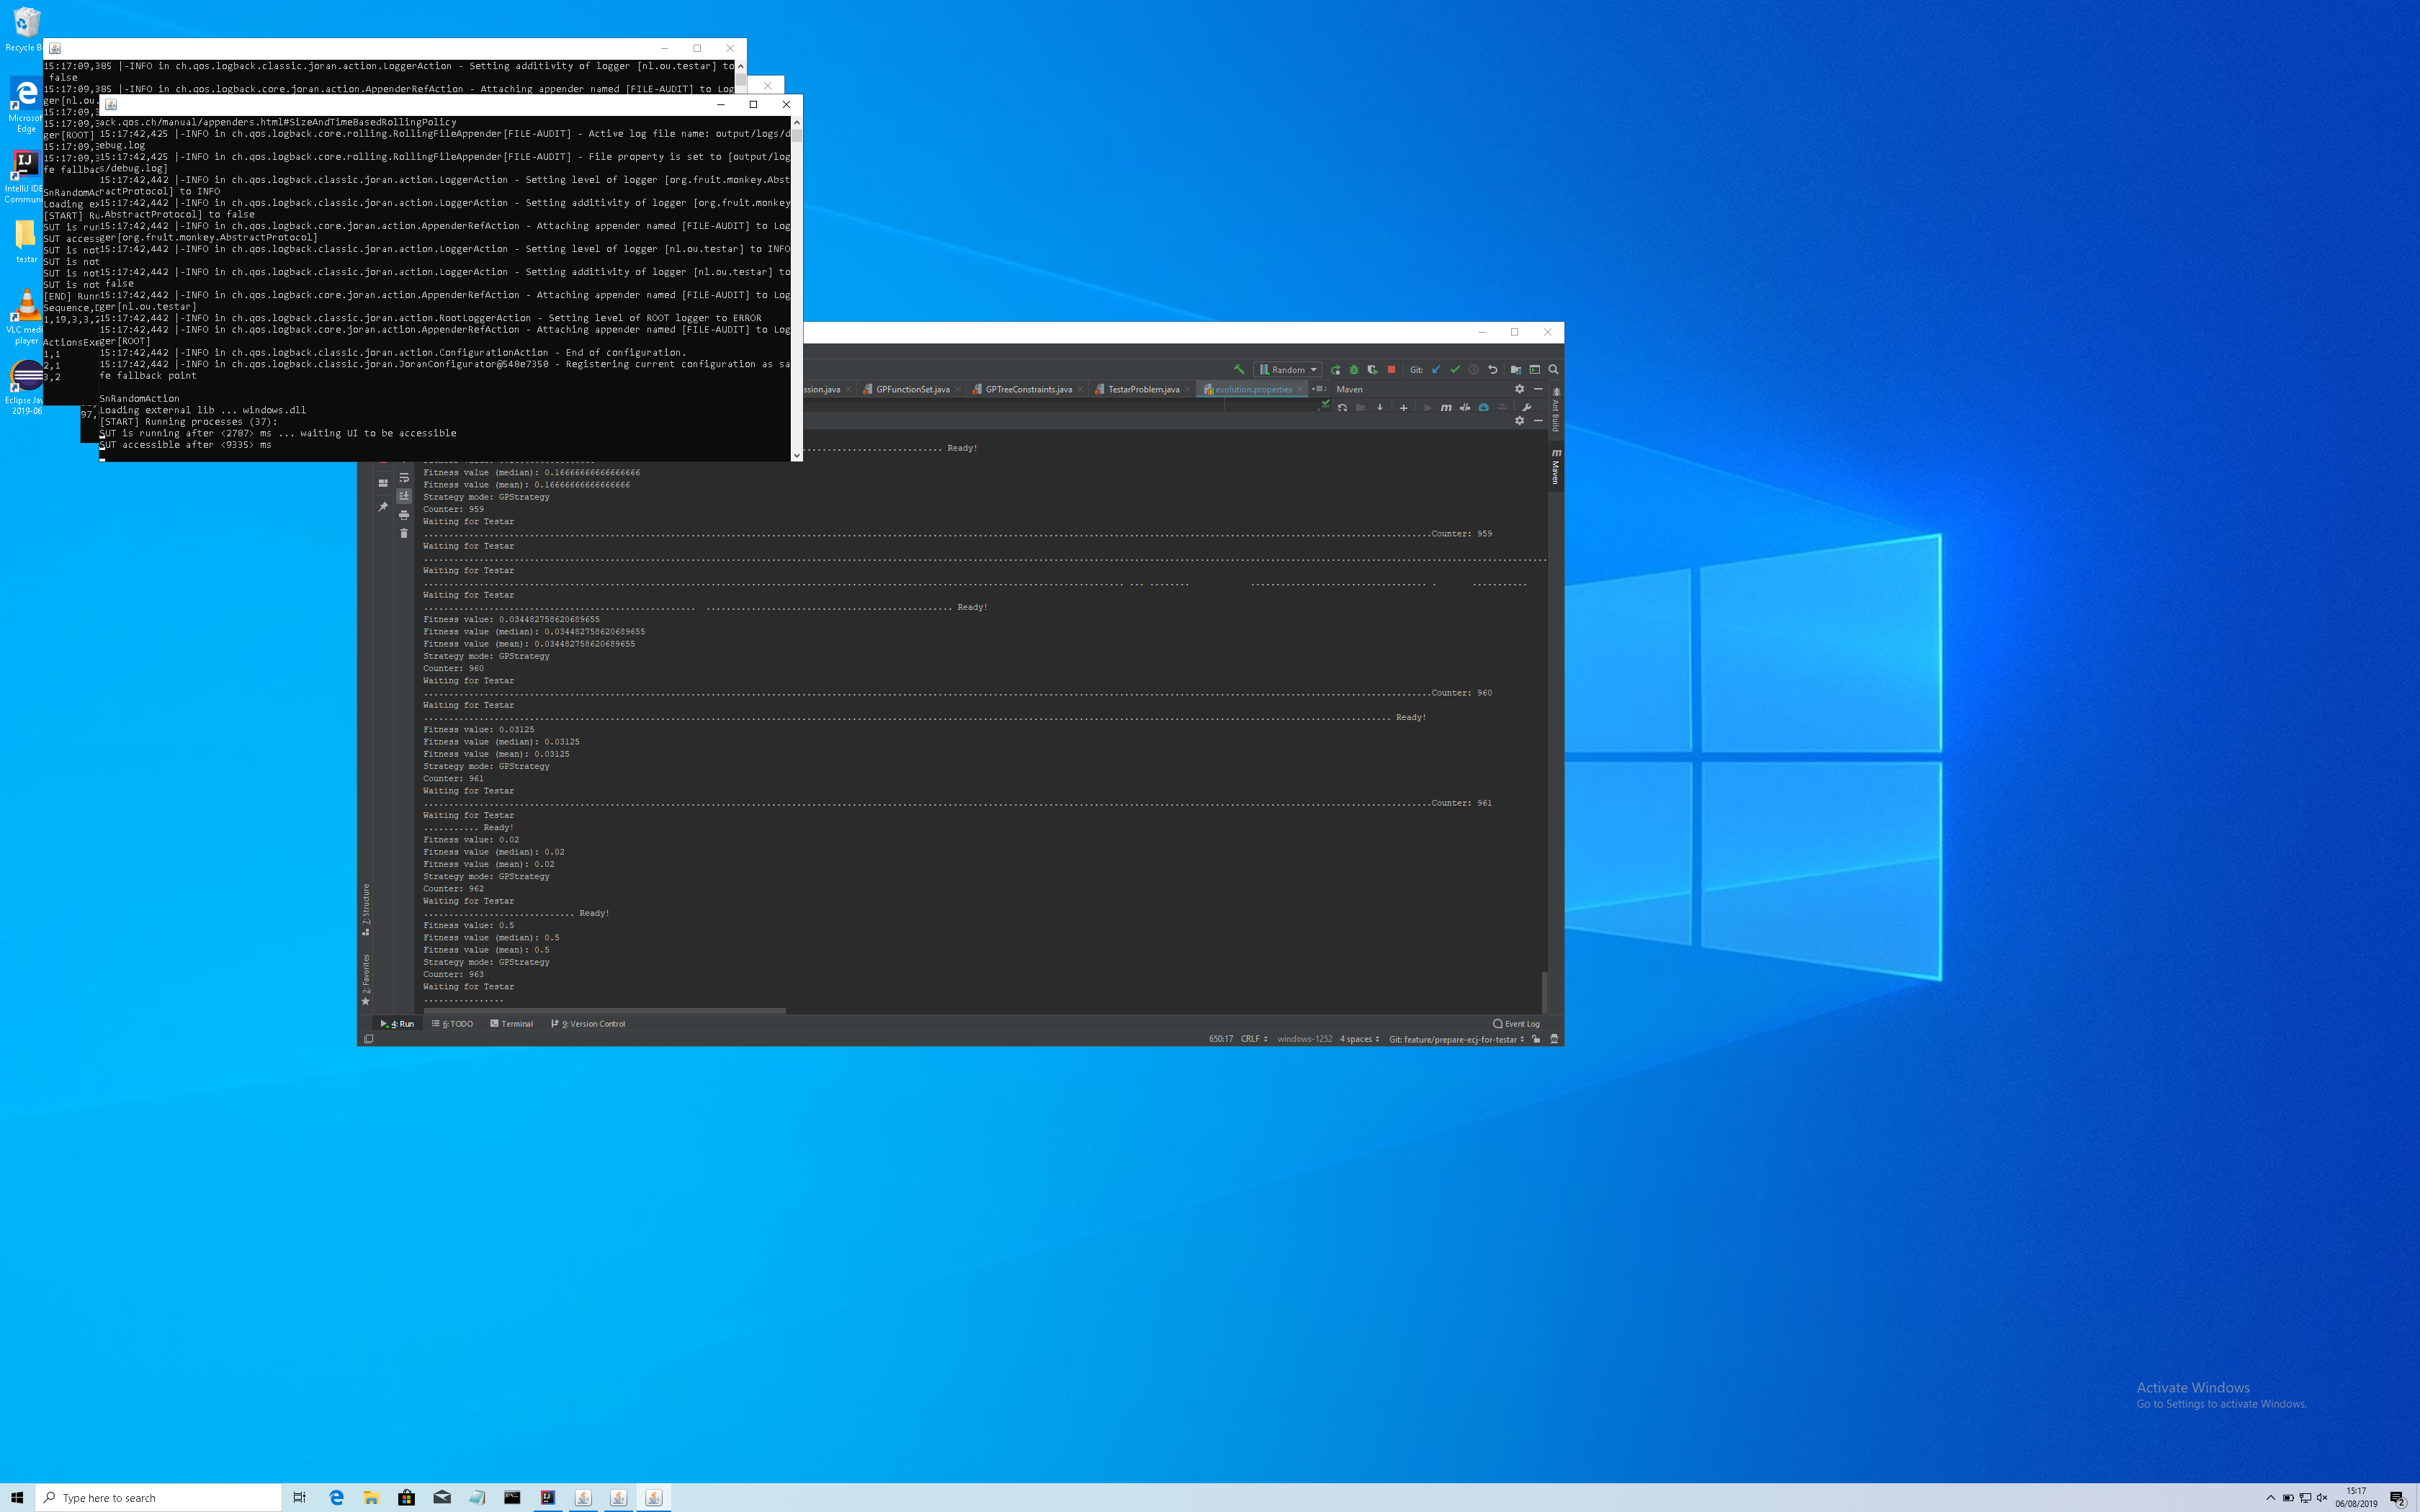 Recycle B
Microsof
Edge
IntelliJ IDE
Commun
testar
VLC medi
player
Eclipse Jav
2019-06
15:17:09,385 |-INFO in ch.qos.logback.classic.joran.action.LoggerAction - Setting additivity of logger [nl.ou.testar] to
false
15:17:09,385 |-INFO in ch.qos.logback.core.joran.action.AppenderRefAction - Attaching appender named [FILE-AUDIT] to Log
ger[nl.ou.
15:17:09,3
15:17:09,3
ger[ROOT]
15:17:09,3
15:17:09,3
fe fallbac
SnRandomAc
Loading ex
[START] Ru
SUT is run
SUT access
SUT is not
SUT is not
SUT is not
SUT is not
[END] Runn
Sequence,
1,19,3,3,2
ActionsExe
1,1
2,1
3,2
97,
ack.qos.ch/manual/appenders.html#SizeAndTimeBasedRollingPolicy
15:17:42,425 |-INFO in ch.qos.logback.core.rolling.RollingFileAppender[FILE-AUDIT] - Active log file name: output/logs/d
ebug.log
15:17:42,425 |-INFO in ch.qos.logback.core.rolling.RollingFileAppender[FILE-AUDIT] - File property is set to [output/log
s/debug.log]
15:17:42,442 |-INFO in ch.qos.logback.classic.joran.action.LoggerAction - Setting level of logger [org.fruit.monkey.Abst
ractProtocol] to INFO
15:17:42,442 |-INFO in ch.qos.logback.classic.joran.action.LoggerAction - Setting additivity of logger [org.fruit.monkey
.AbstractProtocol] to false
15:17:42,442 |-INFO in ch.qos.logback.core.joran.action.AppenderRefAction - Attaching appender named [FILE-AUDIT] to Log
ger[org.fruit.monkey.AbstractProtocol]
15:17:42,442 |-INFO in ch.qos.logback.classic.joran.action.LoggerAction - Setting level of logger [nl.ou.testar] to INFO
15:17:42,442 |-INFO in ch.qos.logback.classic.joran.action.LoggerAction - Setting additivity of logger [nl.ou.testar] to
false
15:17:42,442 |-INFO in ch.qos.logback.core.joran.action.AppenderRefAction - Attaching appender named [FILE-AUDIT] to Log
ger[nl.ou.testar]
15:17:42,442 |-INFO in ch.qos.logback.classic.joran.action.RootLoggerAction - Setting level of ROOT logger to ERROR
15:17:42,442 |-INFO in ch.qos.logback.core.joran.action.AppenderRefAction - Attaching appender named [FILE-AUDIT] to Log
ger[ROOT]
15:17:42,442 |-INFO in ch.qos.logback.classic.joran.action.ConfigurationAction - End of configuration.
15:17:42,442 |-INFO in ch.qos.logback.classic.joran.JoranConfigurator@548e7350 - Registering current configuration as sa
fe fallback point
SnRandomAction
Loading external lib ... windows.dll
[START] Running processes (37):
SUT is running after <2787> ms ... waiting UI to be accessible
SUT accessible after <9335> ms
Random Git:
ssion.java GPFunctionSet.java GPTreeConstraints.java TestarProblem.java evolution.properties Maven
Ant Build
Maven
............ Ready!
Fitness value (median): 0.16666666666666666
Fitness value (mean): 0.16666666666666666
Strategy mode: GPStrategy
Counter: 959
Waiting for Testar
............Counter: 959
Waiting for Testar
............
Waiting for Testar
............ ... ........ ............ . ...........
Waiting for Testar
............ ............ Ready!
Fitness value: 0.034482758620689655
Fitness value (median): 0.034482758620689655
Fitness value (mean): 0.034482758620689655
Strategy mode: GPStrategy
Counter: 960
Waiting for Testar
............Counter: 960
Waiting for Testar
............ Ready!
Fitness value: 0.03125
Fitness value (median): 0.03125
Fitness value (mean): 0.03125
Strategy mode: GPStrategy
Counter: 961
Waiting for Testar
............Counter: 961
Waiting for Testar
........... Ready!
Fitness value: 0.02
Fitness value (median): 0.02
Fitness value (mean): 0.02
Strategy mode: GPStrategy
Counter: 962
Waiting for Testar
.............................. Ready!
Fitness value: 0.5
Fitness value (median): 0.5
Fitness value (mean): 0.5
Strategy mode: GPStrategy
Counter: 963
Waiting for Testar
................
7: Structure
2: Favorites
4: Run 6: TODO Terminal 9: Version Control Event Log
650:17 CRLF windows-1252 4 spaces Git: feature/prepare-ecj-for-testar
Activate Windows
Go to Settings to activate Windows.
Type here to search
15:17
06/08/2019
2